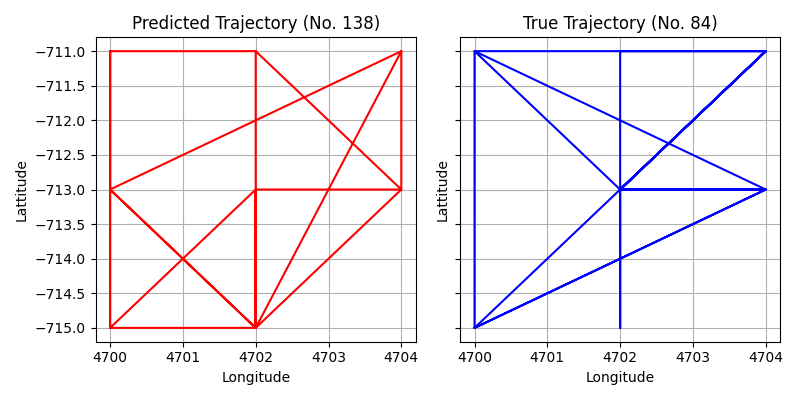 Predicted Trajectory (No. 138)
True Trajectory (No. 84)
−711.0
−711.5
−712.0
−712.5
−713.0
−713.5
−714.0
−714.5
−715.0
Lattitude
Lattitude
4700 4701 4702 4703 4704
4700 4701 4702 4703 4704
Longitude
Longitude